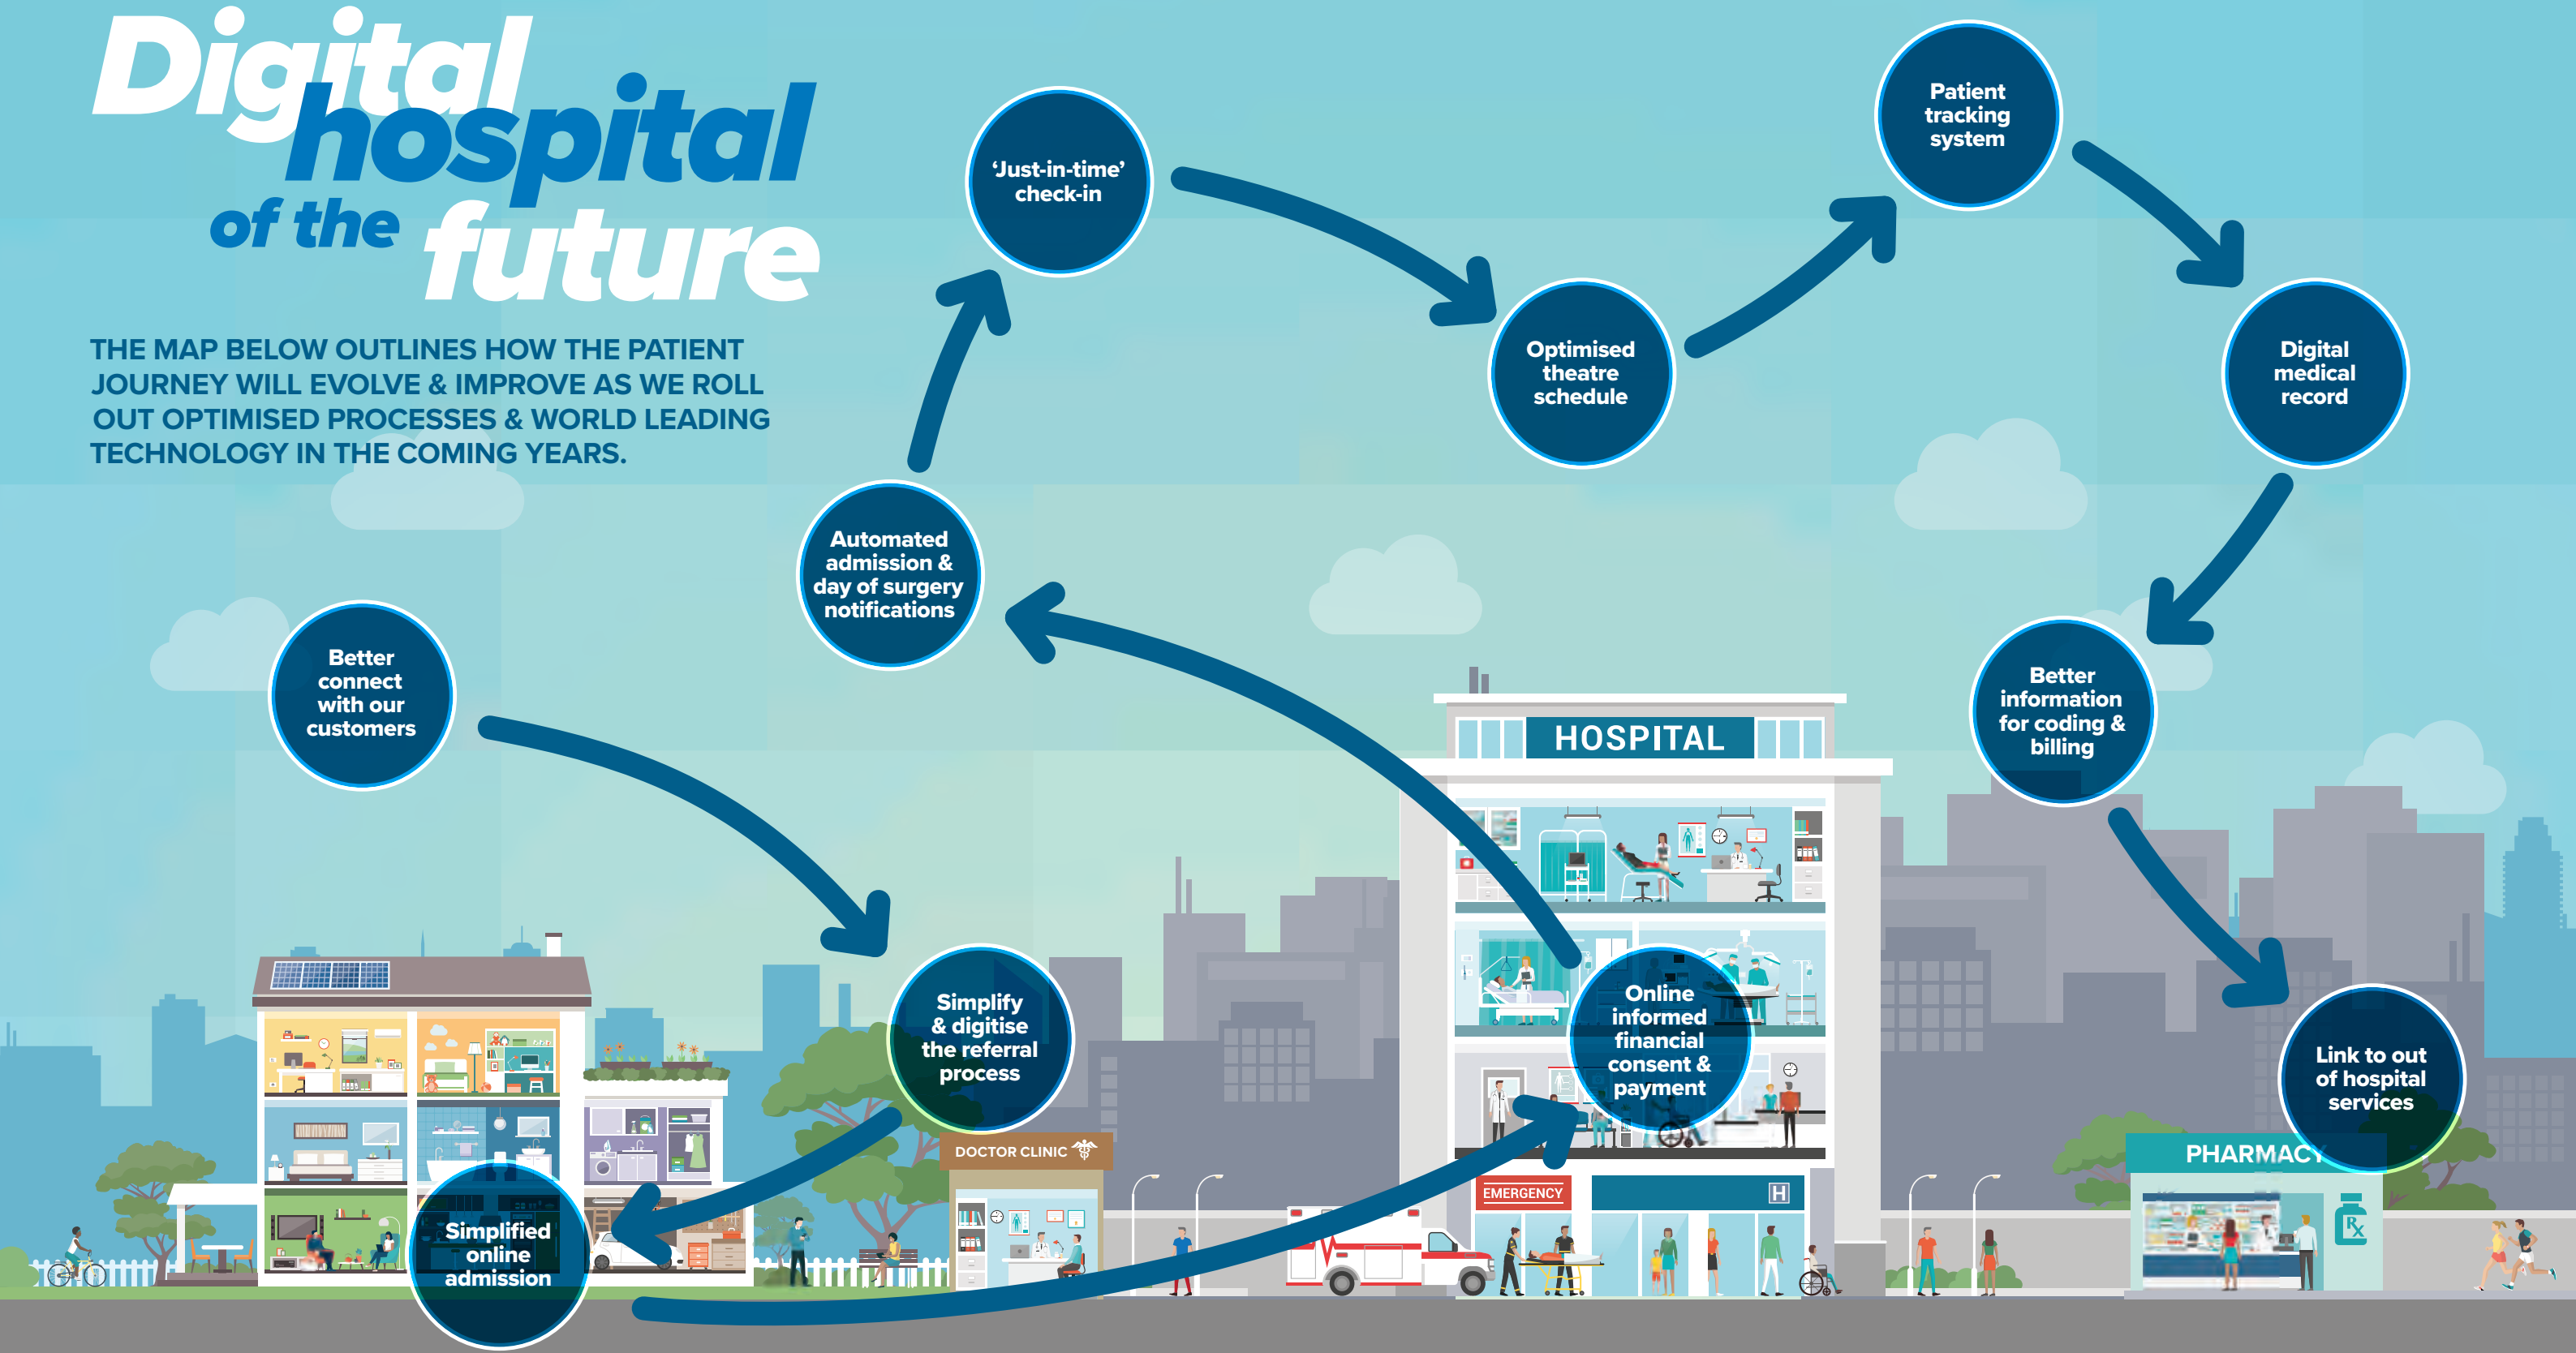 Digital
hospital
of the future
THE MAP BELOW OUTLINES HOW THE PATIENT
JOURNEY WILL EVOLVE & IMPROVE AS WE ROLL
OUT OPTIMISED PROCESSES & WORLD LEADING
TECHNOLOGY IN THE COMING YEARS.
Better
connect
with our
customers
Simplify
& digitise
the referral
process
Simplified
online
admission
Online
informed
financial
consent &
payment
Automated
admission &
day of surgery
notifications
‘Just-in-time’
check-in
Optimised
theatre
schedule
Patient
tracking
system
Digital
medical
record
Better
information
for coding &
billing
Link to out
of hospital
services
HOSPITAL
DOCTOR CLINIC
EMERGENCY
H
PHARMACY
Rx